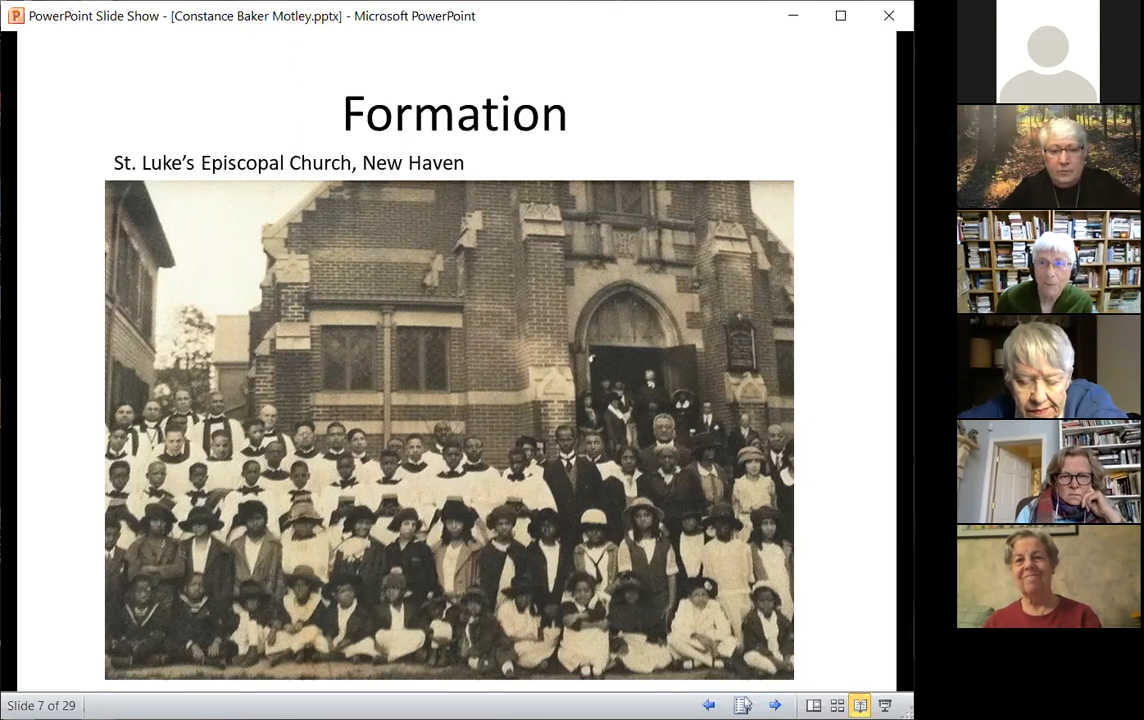 PowerPoint Slide Show - [Constance Baker Motley.pptx] - Microsoft PowerPoint
Formation
St. Luke’s Episcopal Church, New Haven
Slide 7 of 29